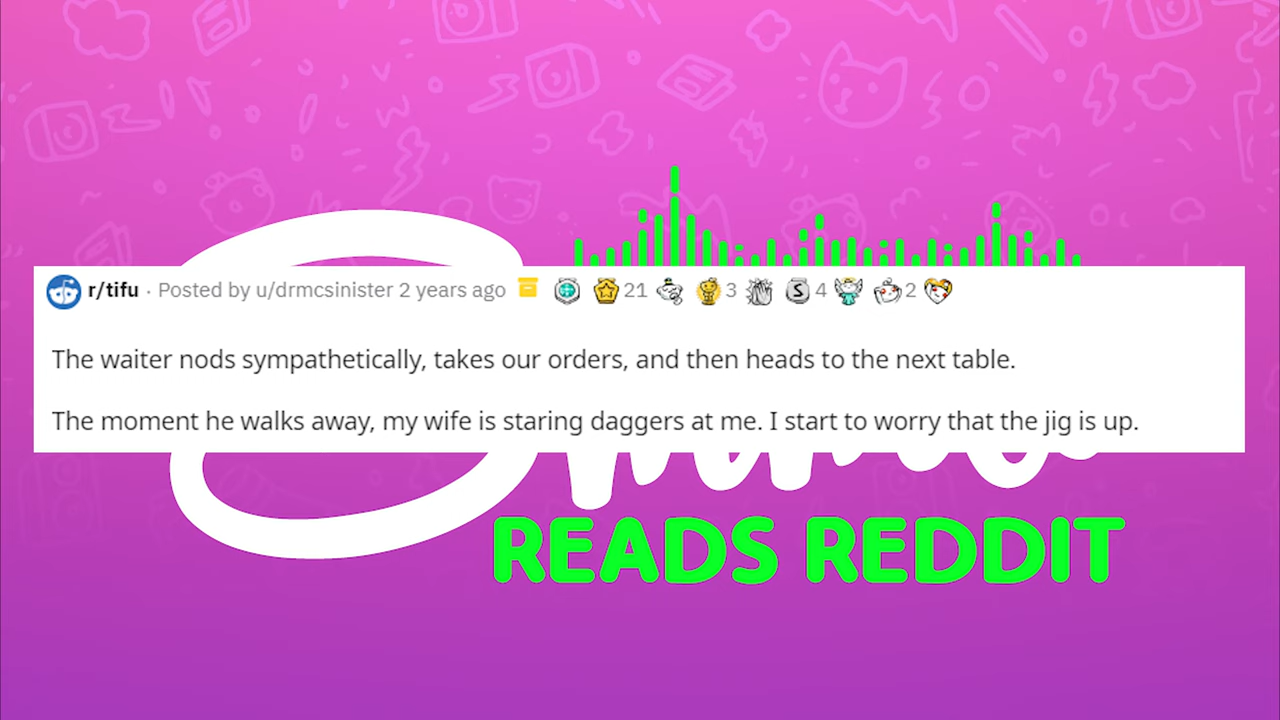 r/tifu · Posted by u/drmcsinister 2 years ago 21 3 4 2
The waiter nods sympathetically, takes our orders, and then heads to the next table.
The moment he walks away, my wife is staring daggers at me. I start to worry that the jig is up.
READS REDDIT